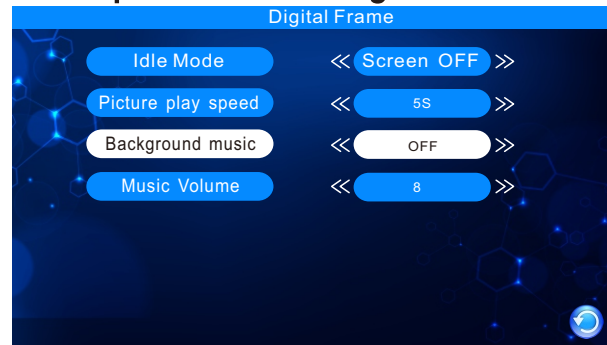 Digital Frame
Idle Mode << Screen OFF >>
Picture play speed << 5S >>
Background music << OFF >>
Music Volume << 8 >>